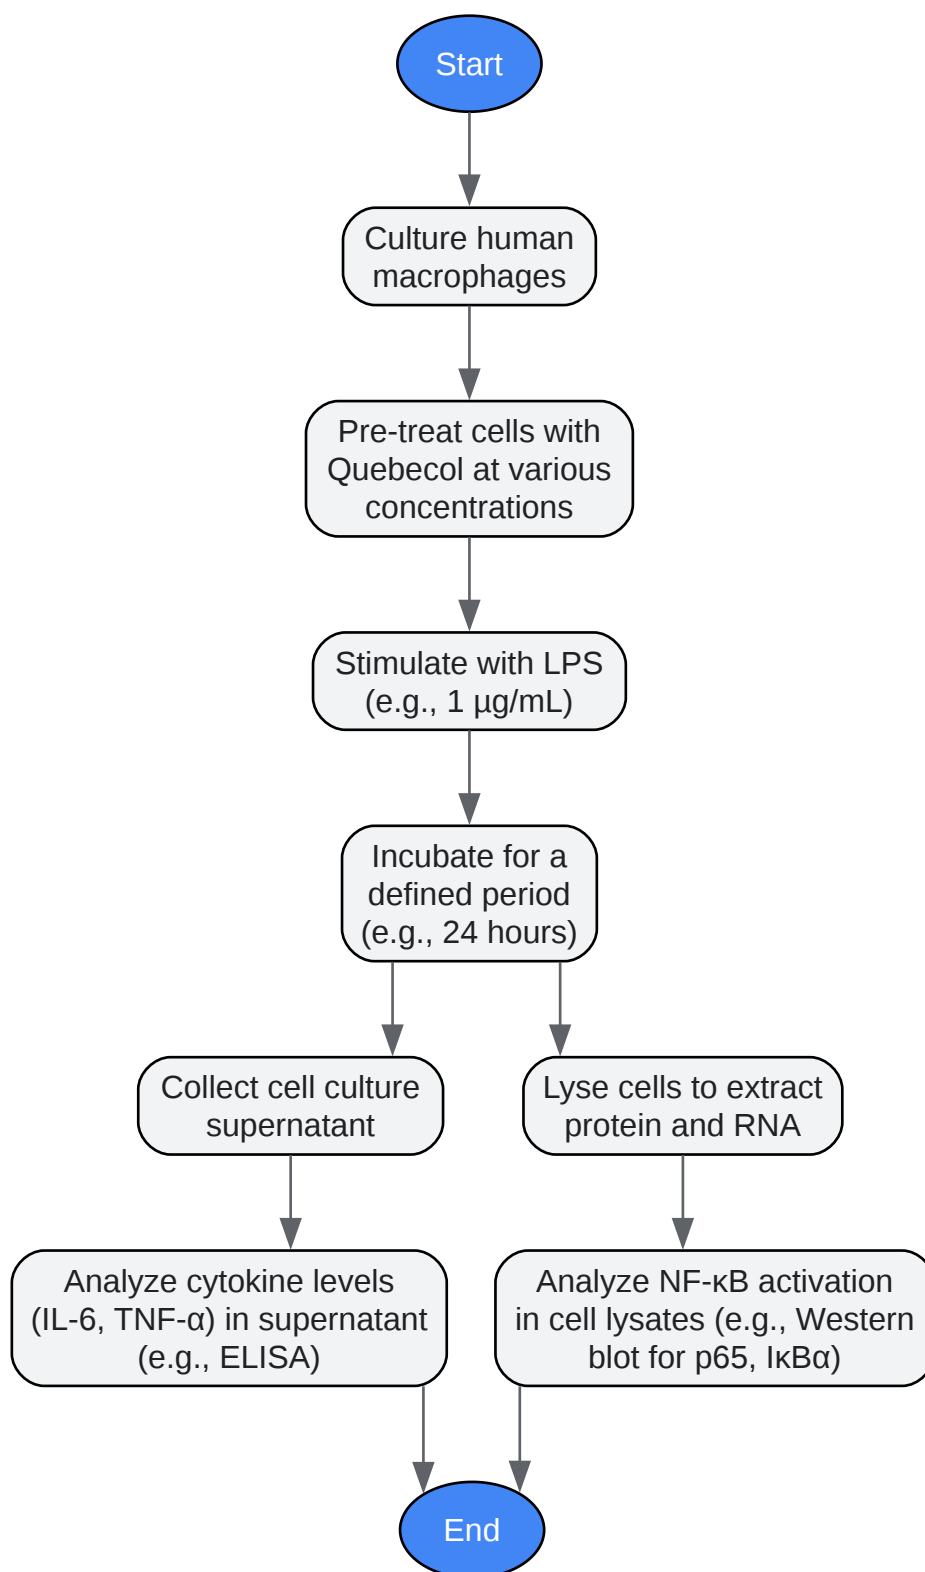 Start
Culture human
macrophages
Pre-treat cells with
Quebecol at various
concentrations
Stimulate with LPS
(e.g., 1 µg/mL)
Incubate for a
defined period
(e.g., 24 hours)
Collect cell culture
supernatant
Lyse cells to extract
protein and RNA
Analyze cytokine levels
(IL-6, TNF-α) in supernatant
(e.g., ELISA)
Analyze NF-κB activation
in cell lysates (e.g., Western
blot for p65, IκBα)
End